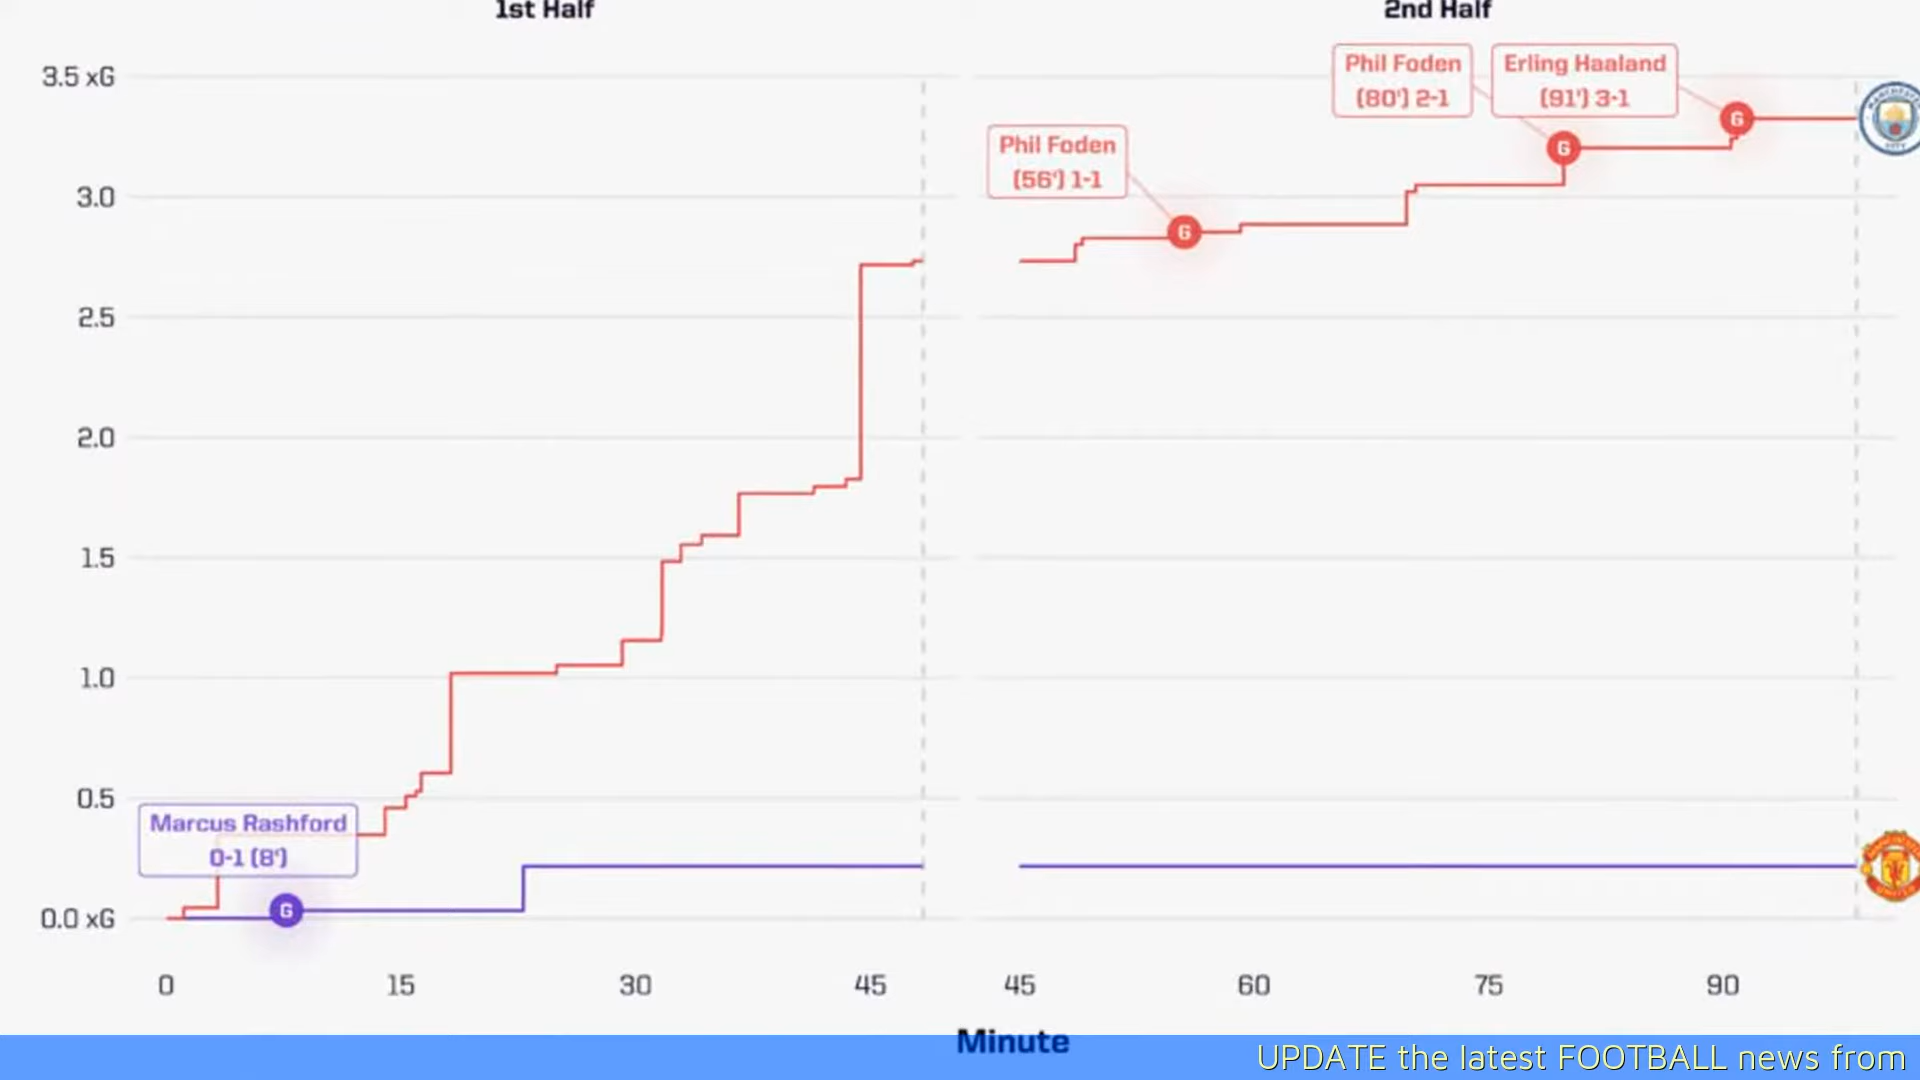 1st Half
2nd Half
3.5 xG
3.0
2.5
2.0
1.5
1.0
0.5
0.0 xG
Marcus Rashford
0-1 (8')
G
Phil Foden
(56') 1-1
G
Phil Foden
(80') 2-1
G
Erling Haaland
(91') 3-1
G
MANCHESTER
CITY
UNITED
0
15
30
45
45
60
75
90
Minute
UPDATE the latest FOOTBALL news from